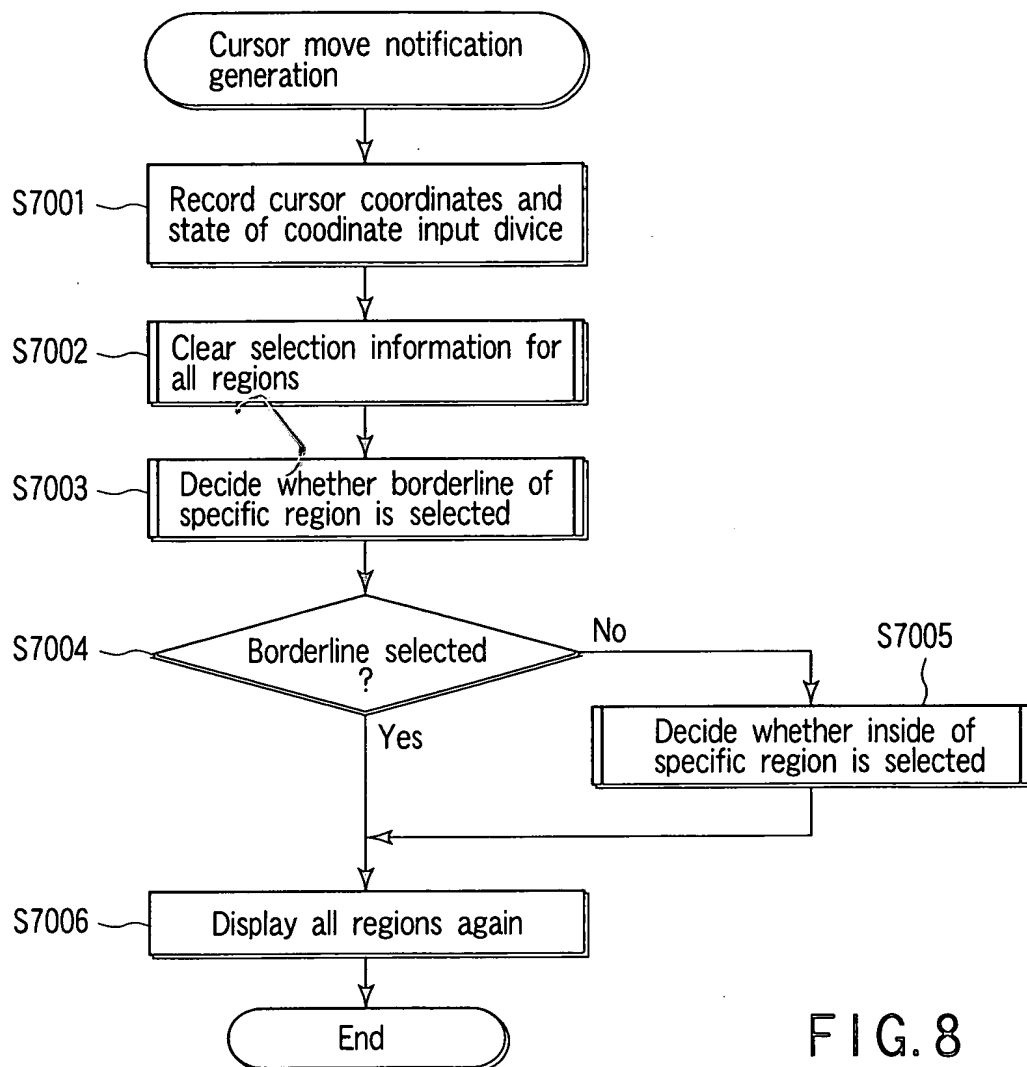 Cursor move notification
generation
S7001
Record cursor coordinates and
state of coodinate input divice
S7002
Clear selection information for
all regions
S7003
Decide whether borderline of
specific region is selected
S7004
Borderline selected
?
No
Yes
S7005
Decide whether inside of
specific region is selected
S7006
Display all regions again
End
FIG. 8